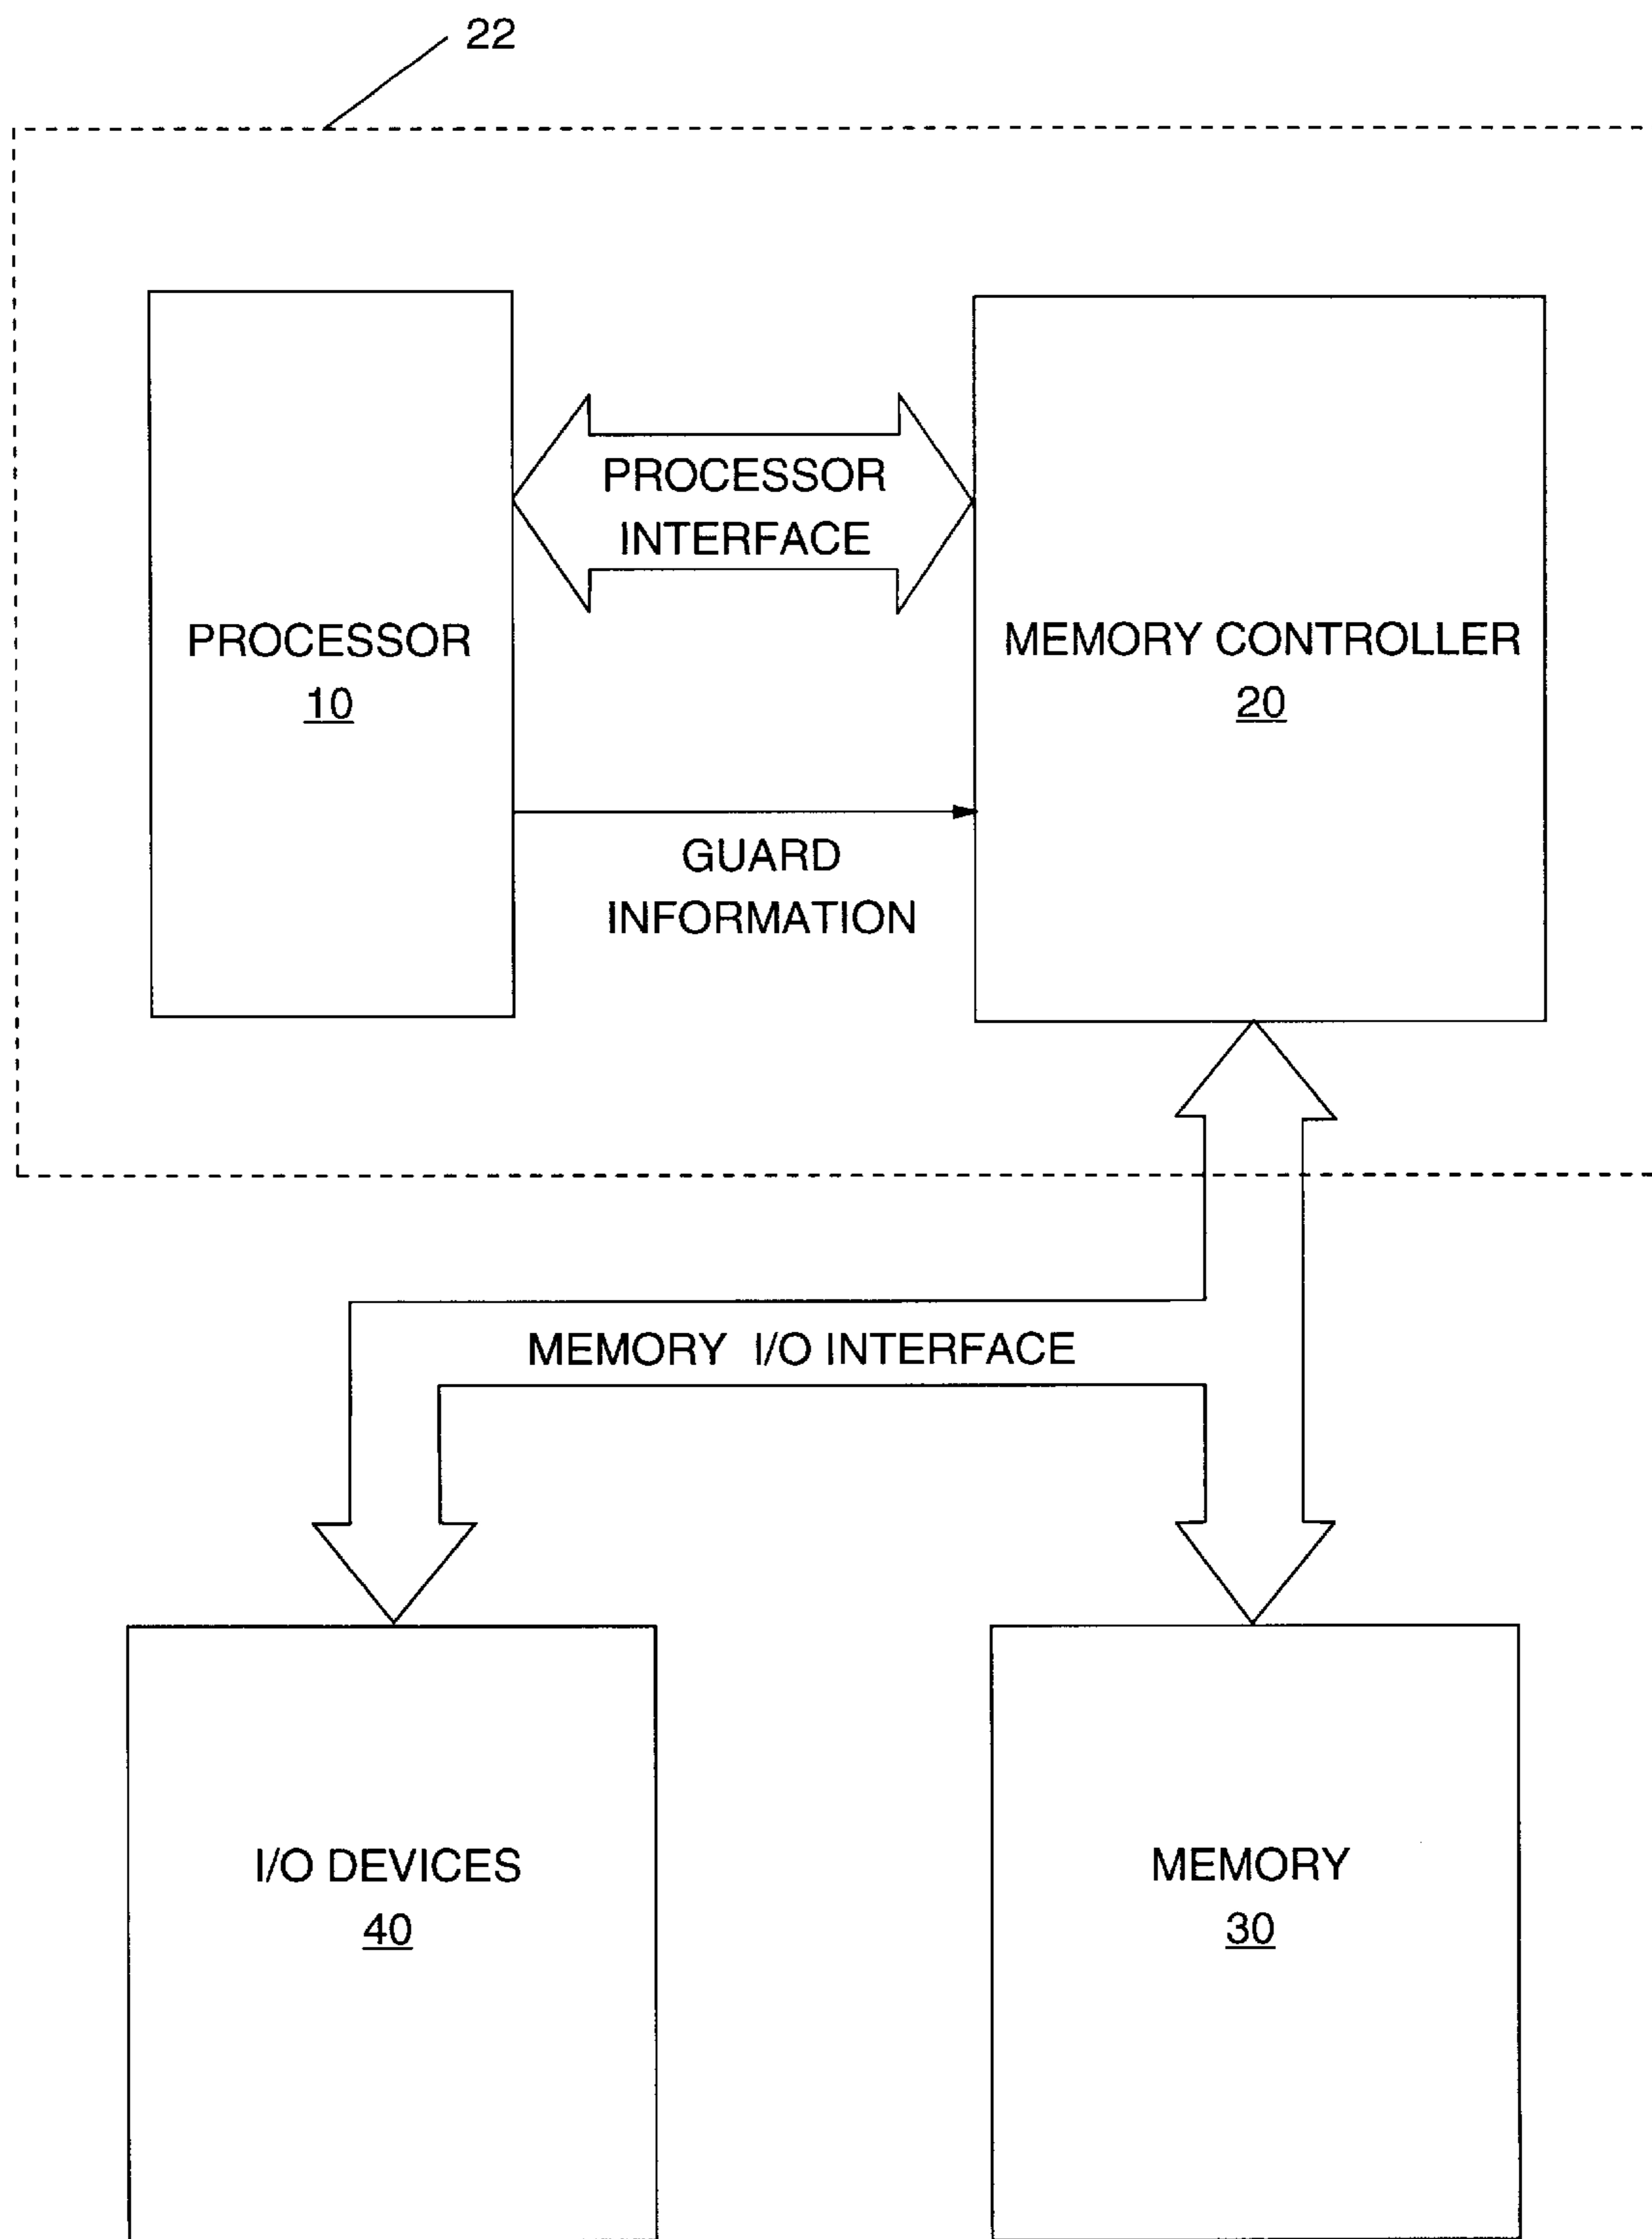 22
PROCESSOR
INTERFACE
PROCESSOR
10
MEMORY CONTROLLER
20
GUARD
INFORMATION
MEMORY I/O INTERFACE
I/O DEVICES
40
MEMORY
30